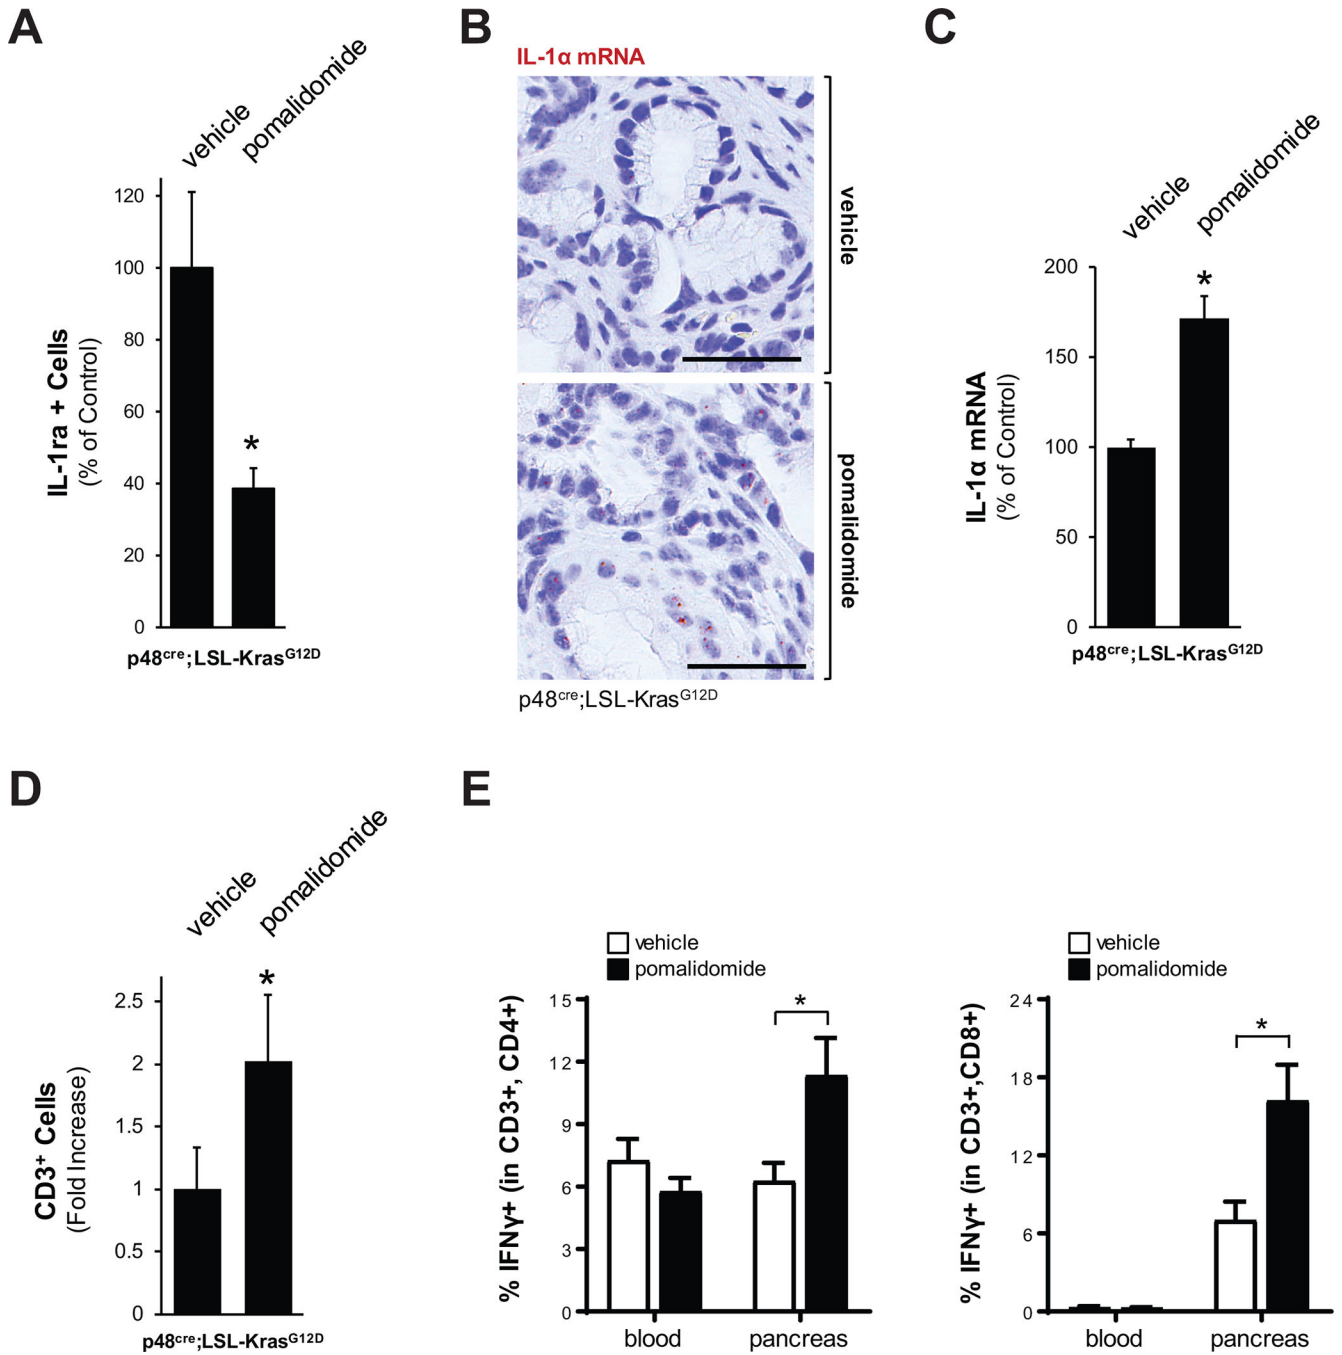 A
vehicle
pomalidomide
IL-1ra + Cells
(% of Control)
120
100
80
60
40
20
0
*
p48cre;LSL-KrasG12D
B
IL-1α mRNA
vehicle
pomalidomide
p48cre;LSL-KrasG12D
C
vehicle
pomalidomide
IL-1α mRNA
(% of Control)
200
150
100
50
0
*
p48cre;LSL-KrasG12D
D
vehicle
pomalidomide
CD3+ Cells
(Fold Increase)
2.5
2
1.5
1
0.5
0
*
p48cre;LSL-KrasG12D
E
vehicle
pomalidomide
% IFNγ+ (in CD3+, CD4+)
15
12
9
6
3
0
*
blood
pancreas
vehicle
pomalidomide
% IFNγ+ (in CD3+,CD8+)
24
18
12
6
0
*
blood
pancreas